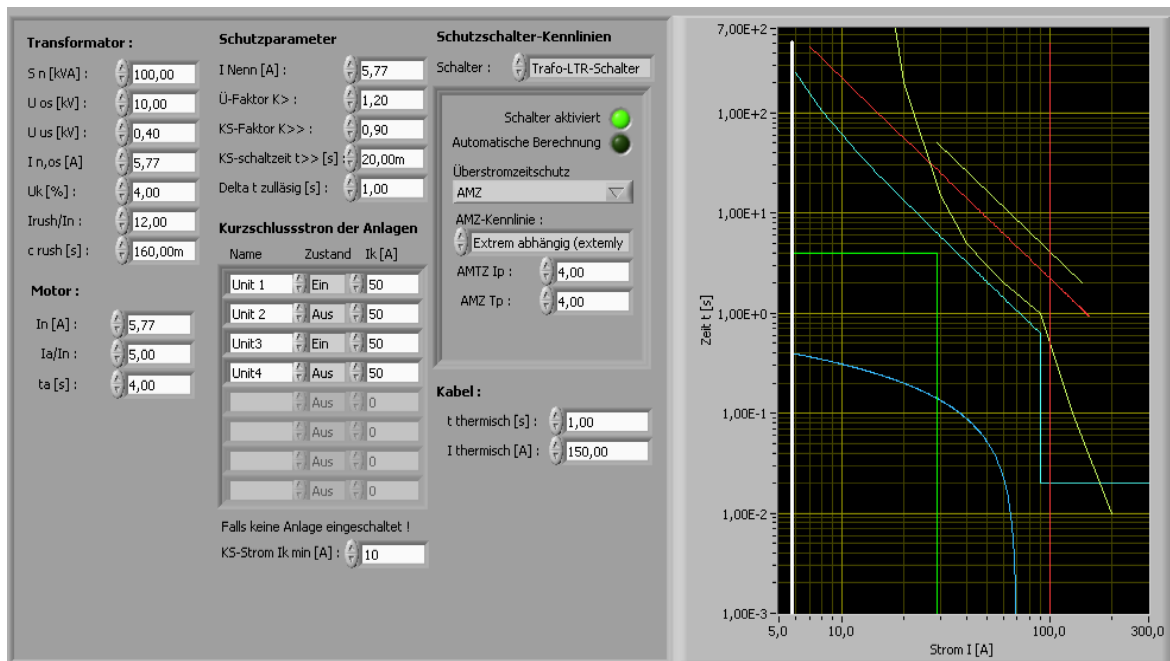 Transformator :
S n [kVA] : 100,00
U os [kV] : 10,00
U us [kV] : 0,40
I n,os [A] 5,77
Uk [%] : 4,00
Irush/In : 12,00
c rush [s] : 160,00m
Motor :
In [A] : 5,77
Ia/In : 5,00
ta [s] : 4,00
Schutzparameter
I Nenn [A] : 5,77
Ü-Faktor K> : 1,20
KS-Faktor K>> : 0,90
KS-schaltzeit t>> [s] : 20,00m
Delta t zulläsig [s] : 1,00
Kurzschlussstron der Anlagen
Name Zustand Ik [A]
Unit 1 Ein 50
Unit 2 Aus 50
Unit3 Ein 50
Unit4 Aus 50
Aus 0
Aus 0
Aus 0
Aus 0
Falls keine Anlage eingeschaltet !
KS-Strom Ik min [A] : 10
Schutzschalter-Kennlinien
Schalter : Trafo-LTR-Schalter
Schalter aktiviert
Automatische Berechnung
Überstromzeitschutz
AMZ
AMZ-Kennlinie :
Extrem abhängig (extemly
AMTZ Ip : 4,00
AMZ Tp : 4,00
Kabel :
t thermisch [s] : 1,00
I thermisch [A] : 150,00
7,00E+2
1,00E+2
1,00E+1
1,00E+0
1,00E-1
1,00E-2
1,00E-3
Zeit t [s]
5,0 10,0 100,0 300,0
Strom I [A]